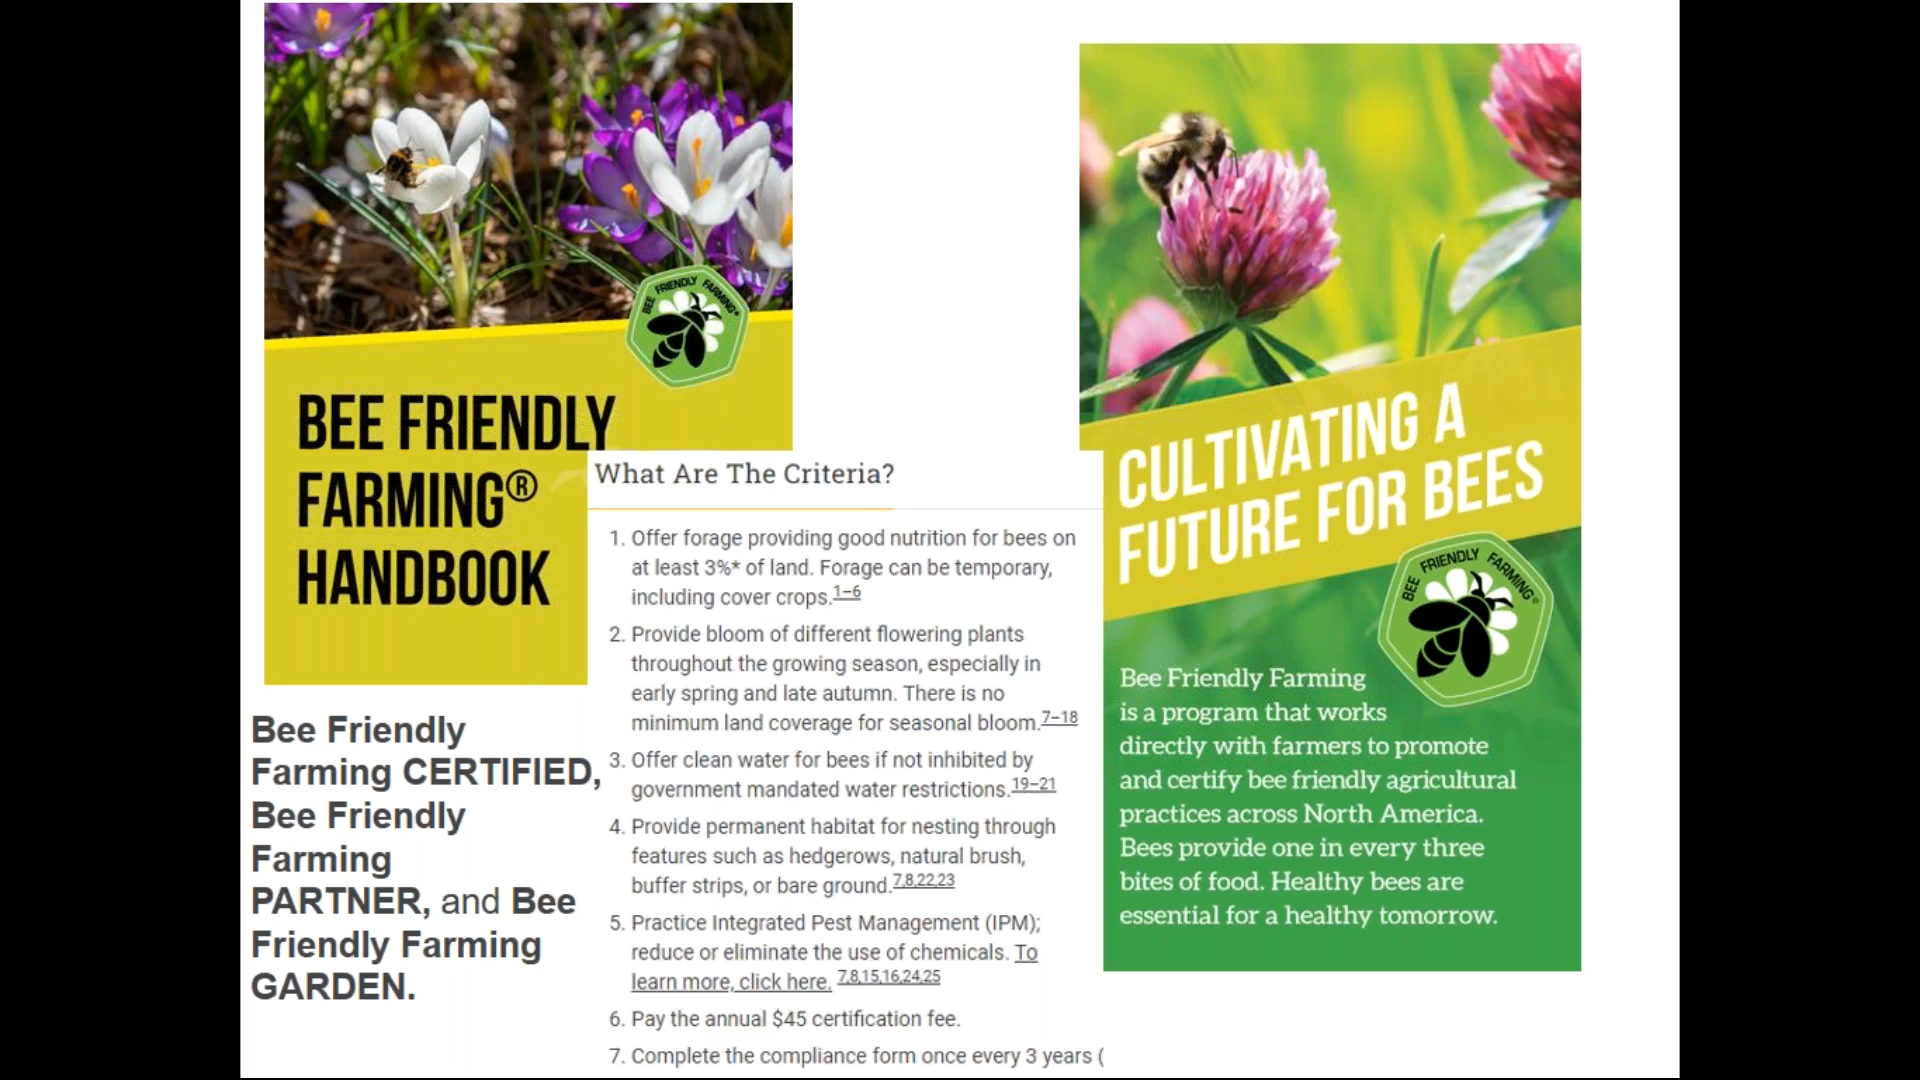 BEE FRIENDLY FARMING®
BEE FRIENDLY
FARMING®
HANDBOOK
Bee Friendly
Farming CERTIFIED,
Bee Friendly
Farming
PARTNER, and Bee
Friendly Farming
GARDEN.
What Are The Criteria?
1. Offer forage providing good nutrition for bees on
at least 3%* of land. Forage can be temporary,
including cover crops.1–6
2. Provide bloom of different flowering plants
throughout the growing season, especially in
early spring and late autumn. There is no
minimum land coverage for seasonal bloom.7–18
3. Offer clean water for bees if not inhibited by
government mandated water restrictions.19–21
4. Provide permanent habitat for nesting through
features such as hedgerows, natural brush,
buffer strips, or bare ground.7,8,22,23
5. Practice Integrated Pest Management (IPM);
reduce or eliminate the use of chemicals. To
learn more, click here. 7,8,15,16,24,25
6. Pay the annual $45 certification fee.
7. Complete the compliance form once every 3 years (
CULTIVATING A
FUTURE FOR BEES
BEE FRIENDLY FARMING®
Bee Friendly Farming
is a program that works
directly with farmers to promote
and certify bee friendly agricultural
practices across North America.
Bees provide one in every three
bites of food. Healthy bees are
essential for a healthy tomorrow.